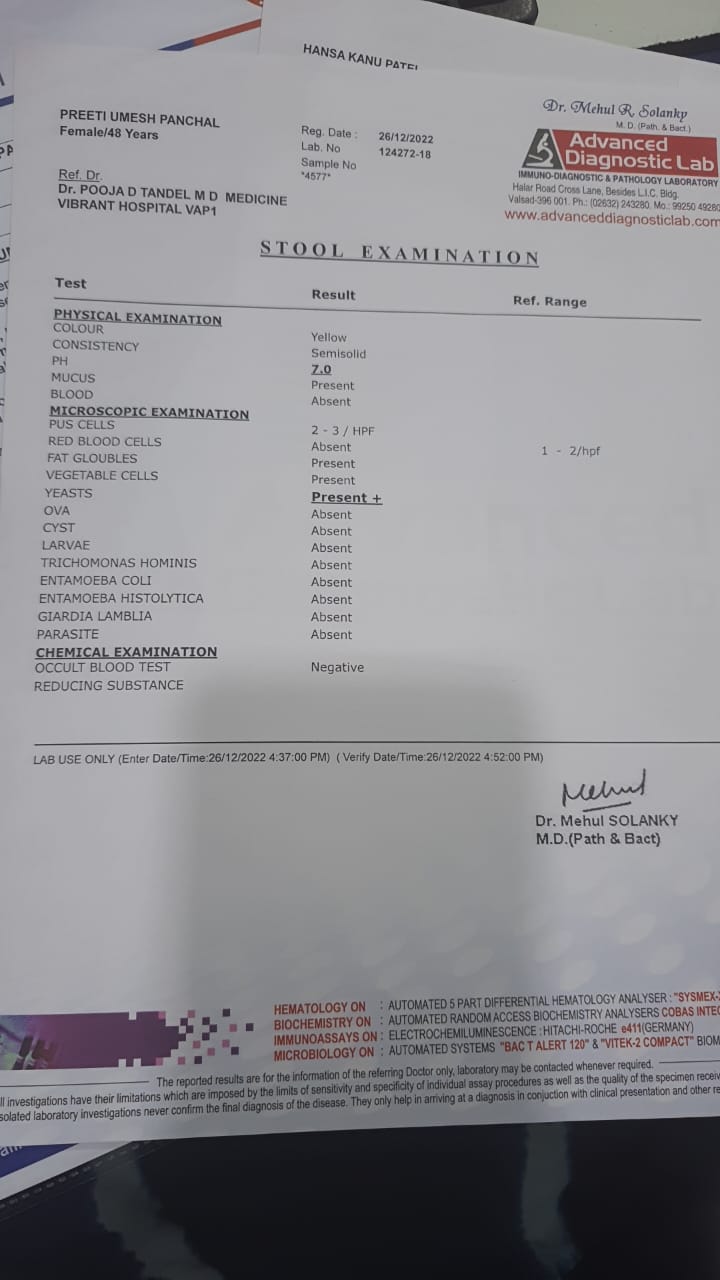 HANSA KANU PATEL
PREETI UMESH PANCHAL
Female/48 Years
Ref. Dr.
Dr. POOJA D TANDEL M D MEDICINE
VIBRANT HOSPITAL VAP1
Reg. Date : 26/12/2022
Lab. No 124272-18
Sample No
*4577*
Dr. Mehul R. Solanky
M. D. (Path. & Bact.)
Advanced
Diagnostic Lab
IMMUNO-DIAGNOSTIC & PATHOLOGY LABORATORY
Halar Road Cross Lane, Besides L.I.C. Bldg.
Valsad-396 001. Ph.: (02632) 243280. Mo.: 99250 49280
www.advanceddiagnosticlab.com
STOOL EXAMINATION
Test Result Ref. Range
PHYSICAL EXAMINATION
COLOUR Yellow
CONSISTENCY Semisolid
PH 7.0
MUCUS Present
BLOOD Absent
MICROSCOPIC EXAMINATION
PUS CELLS 2 - 3 / HPF 1 - 2/hpf
RED BLOOD CELLS Absent
FAT GLOUBLES Present
VEGETABLE CELLS Present
YEASTS Present +
OVA Absent
CYST Absent
LARVAE Absent
TRICHOMONAS HOMINIS Absent
ENTAMOEBA COLI Absent
ENTAMOEBA HISTOLYTICA Absent
GIARDIA LAMBLIA Absent
PARASITE Absent
CHEMICAL EXAMINATION
OCCULT BLOOD TEST Negative
REDUCING SUBSTANCE
LAB USE ONLY (Enter Date/Time:26/12/2022 4:37:00 PM) ( Verify Date/Time:26/12/2022 4:52:00 PM)
Mehul
Dr. Mehul SOLANKY
M.D.(Path & Bact)
HEMATOLOGY ON : AUTOMATED 5 PART DIFFERENTIAL HEMATOLOGY ANALYSER : "SYSMEX-
BIOCHEMISTRY ON : AUTOMATED RANDOM ACCESS BIOCHEMISTRY ANALYSERS COBAS INTEG
IMMUNOASSAYS ON : ELECTROCHEMILUMINESCENCE : HITACHI-ROCHE e411(GERMANY)
MICROBIOLOGY ON : AUTOMATED SYSTEMS "BAC T ALERT 120" & "VITEK-2 COMPACT" BIOM
The reported results are for the information of the referring Doctor only, laboratory may be contacted whenever required.
ll investigations have their limitations which are imposed by the limits of sensitivity and specificity of individual assay procedures as well as the quality of the specimen receiv
solated laboratory investigations never confirm the final diagnosis of the disease. They only help in arriving at a diagnosis in conjuction with clinical presentation and other re